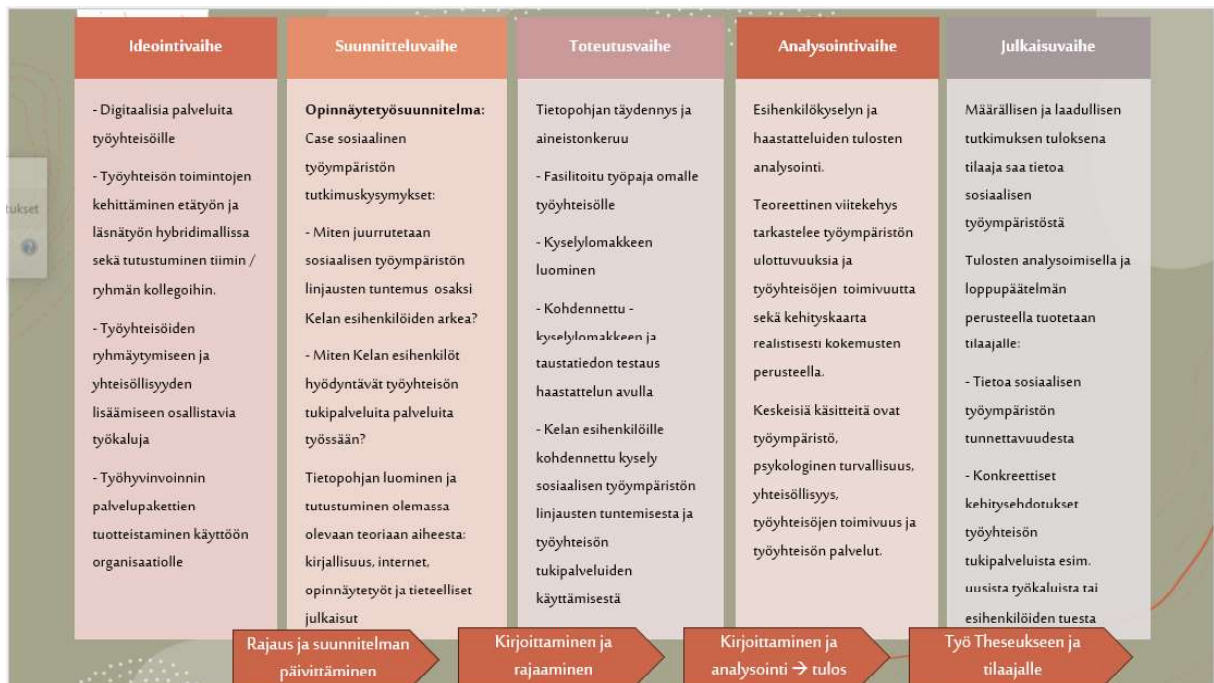 Ideointivaihe
- Digitaalisia palveluita
työyhteisöille
- Työyhteisön toimintojen
kehittäminen etätyön ja
läsnätyön hybridimallissa
sekä tutustuminen tiimin /
ryhmän kollegoihin.
- Työyhteisöiden
ryhmäytymiseen ja
yhteisöllisyyden
lisäämiseen osallistavia
työkaluja
- Työhyvinvoinnin
palvelupakettien
tuotteistaminen käyttöön
organisaatiolle
Suunnitteluvaihe
Opinnäytetyösuunnitelma:
Case sosiaalinen
työympäristön
tutkimuskysymykset:
- Miten juurrutetaan
sosiaalisen työympäristön
linjausten tuntemus osaksi
Kelan esihenkilöiden arkea?
- Miten Kelan esihenkilöt
hyödyntävät työyhteisön
tukipalveluita palveluita
työssään?
Tietopohjan luominen ja
tutustuminen olemassa
olevaan teoriaan aiheesta:
kirjallisuus, internet,
opinnäytetyöt ja tieteelliset
julkaisut
Toteutusvaihe
Tietopohjan täydennys ja
aineistonkeruu
- Fasilitoitu työpaja omalle
työyhteisölle
- Kyselylomakkeen
luominen
- Kohdennettu -
kyselylomakkeen ja
taustatiedon testaus
haastattelun avulla
- Kelan esihenkilöille
kohdennettu kysely
sosiaalisen työympäristön
linjausten tuntemisesta ja
työyhteisön
tukipalveluiden
käyttämisestä
Analysointivaihe
Esihenkilökyselyn ja
haastatteluiden tulosten
analysointi.
Teoreettinen viitekehys
tarkastelee työympäristön
ulottuvuuksia ja
työyhteisöjen toimivuutta
sekä kehityskaarta
realistisesti kokemusten
perusteella.
Keskeisiä käsitteitä ovat
työympäristö,
psykologinen turvallisuus,
yhteisöllisyys,
työyhteisöjen toimivuus ja
työyhteisön palvelut.
Julkaisuvaihe
Määrällisen ja laadullisen
tutkimuksen tuloksena
tilaaja saa tietoa
sosiaalisen
työympäristöstä
Tulosten analysoimisella ja
loppupäätelmän
perusteella tuotetaan
tilaajalle:
- Tietoa sosiaalisen
työympäristön
tunnettavuudesta
- Konkreettiset
kehitysehdotukset
työyhteisön
tukipalveluista esim.
uusista työkaluista tai
esihenkilöiden tuesta
Rajaus ja suunnitelman
päivittäminen
Kirjoittaminen ja
rajaaminen
Kirjoittaminen ja
analysointi → tulos
Työ Theseukseen ja
tilaajalle